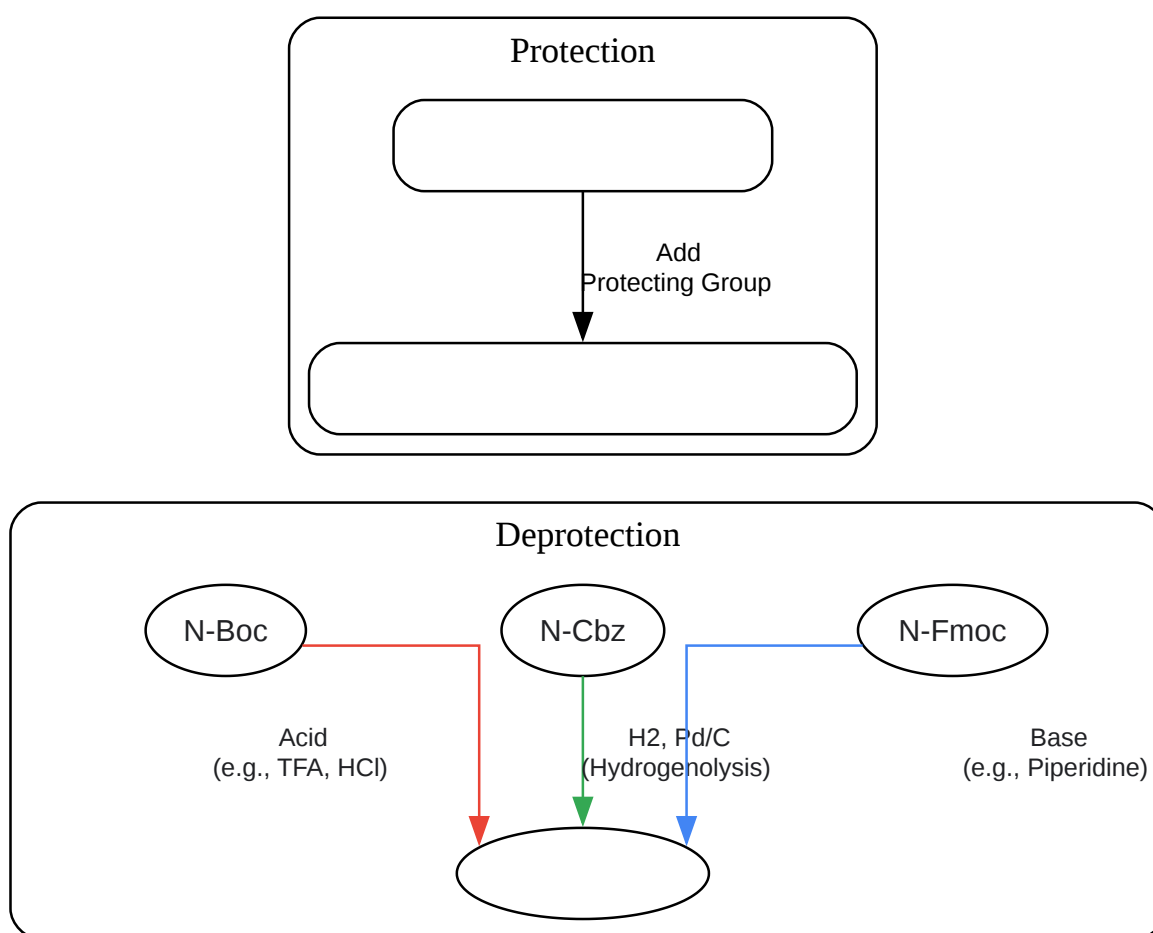 Protection
Add
Protecting Group
Deprotection
N-Boc
N-Cbz
N-Fmoc
Acid
(e.g., TFA, HCl)
H2, Pd/C
(Hydrogenolysis)
Base
(e.g., Piperidine)